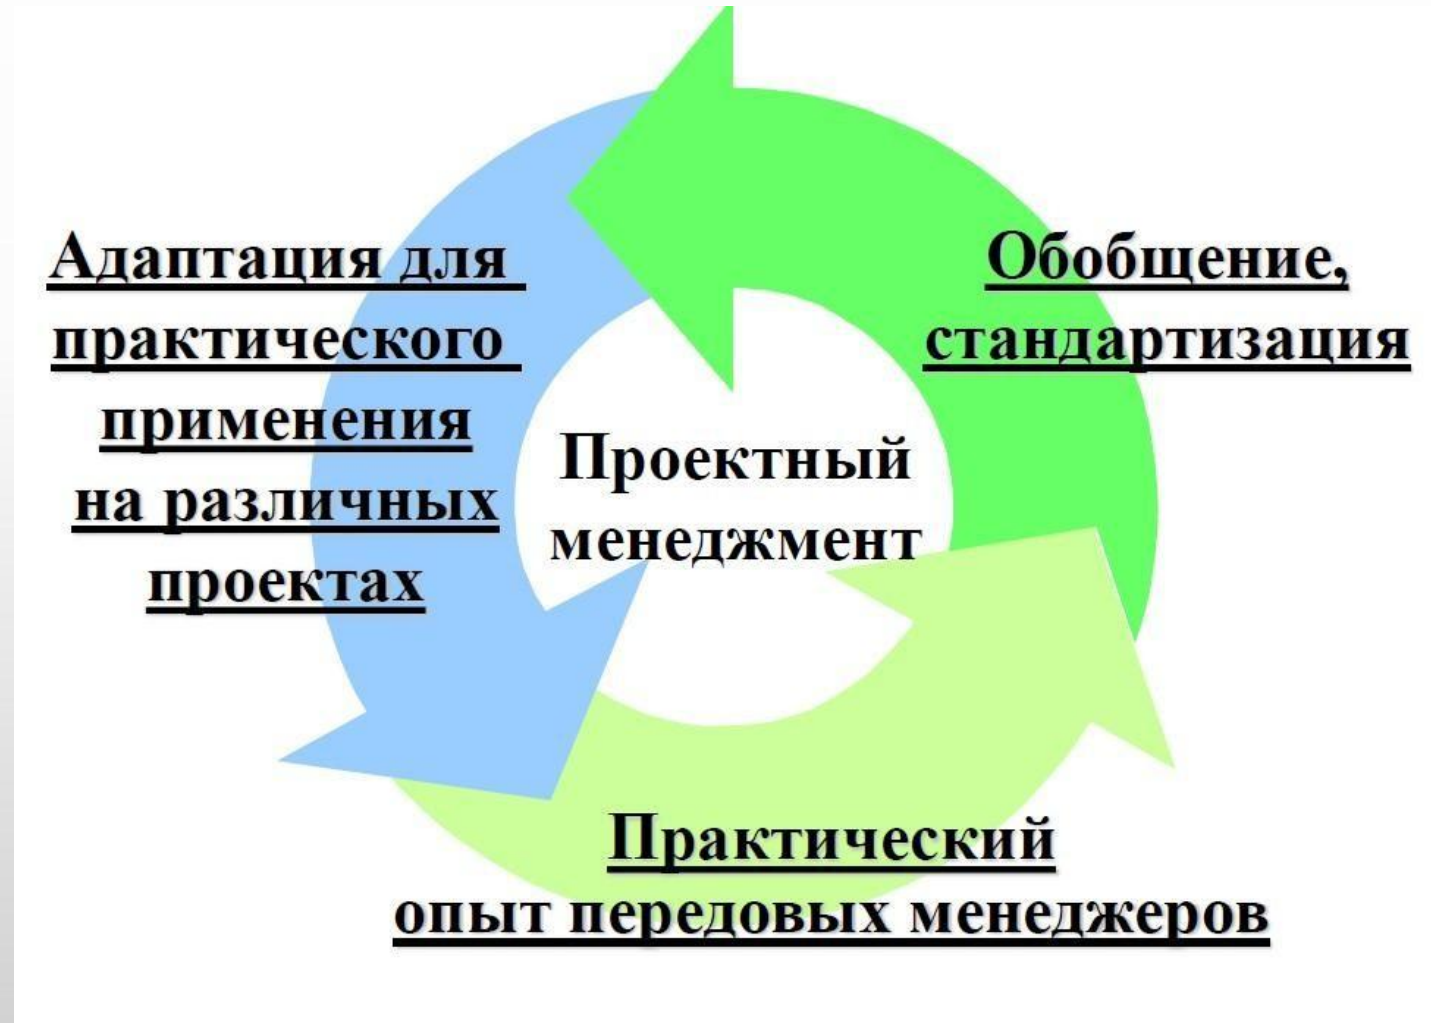 Адаптация для
практического
применения
на различных
проектах
Обобщение,
стандартизация
Проектный
менеджмент
Практический
опыт передовых менеджеров